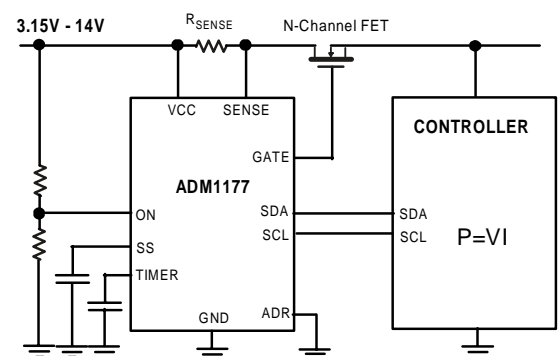 3.15V - 14V
RSENSE
N-Channel FET
VCC
SENSE
GATE
ADM1177
ON
SS
TIMER
SDA
SCL
GND
ADR
CONTROLLER
SDA
SCL
P=VI